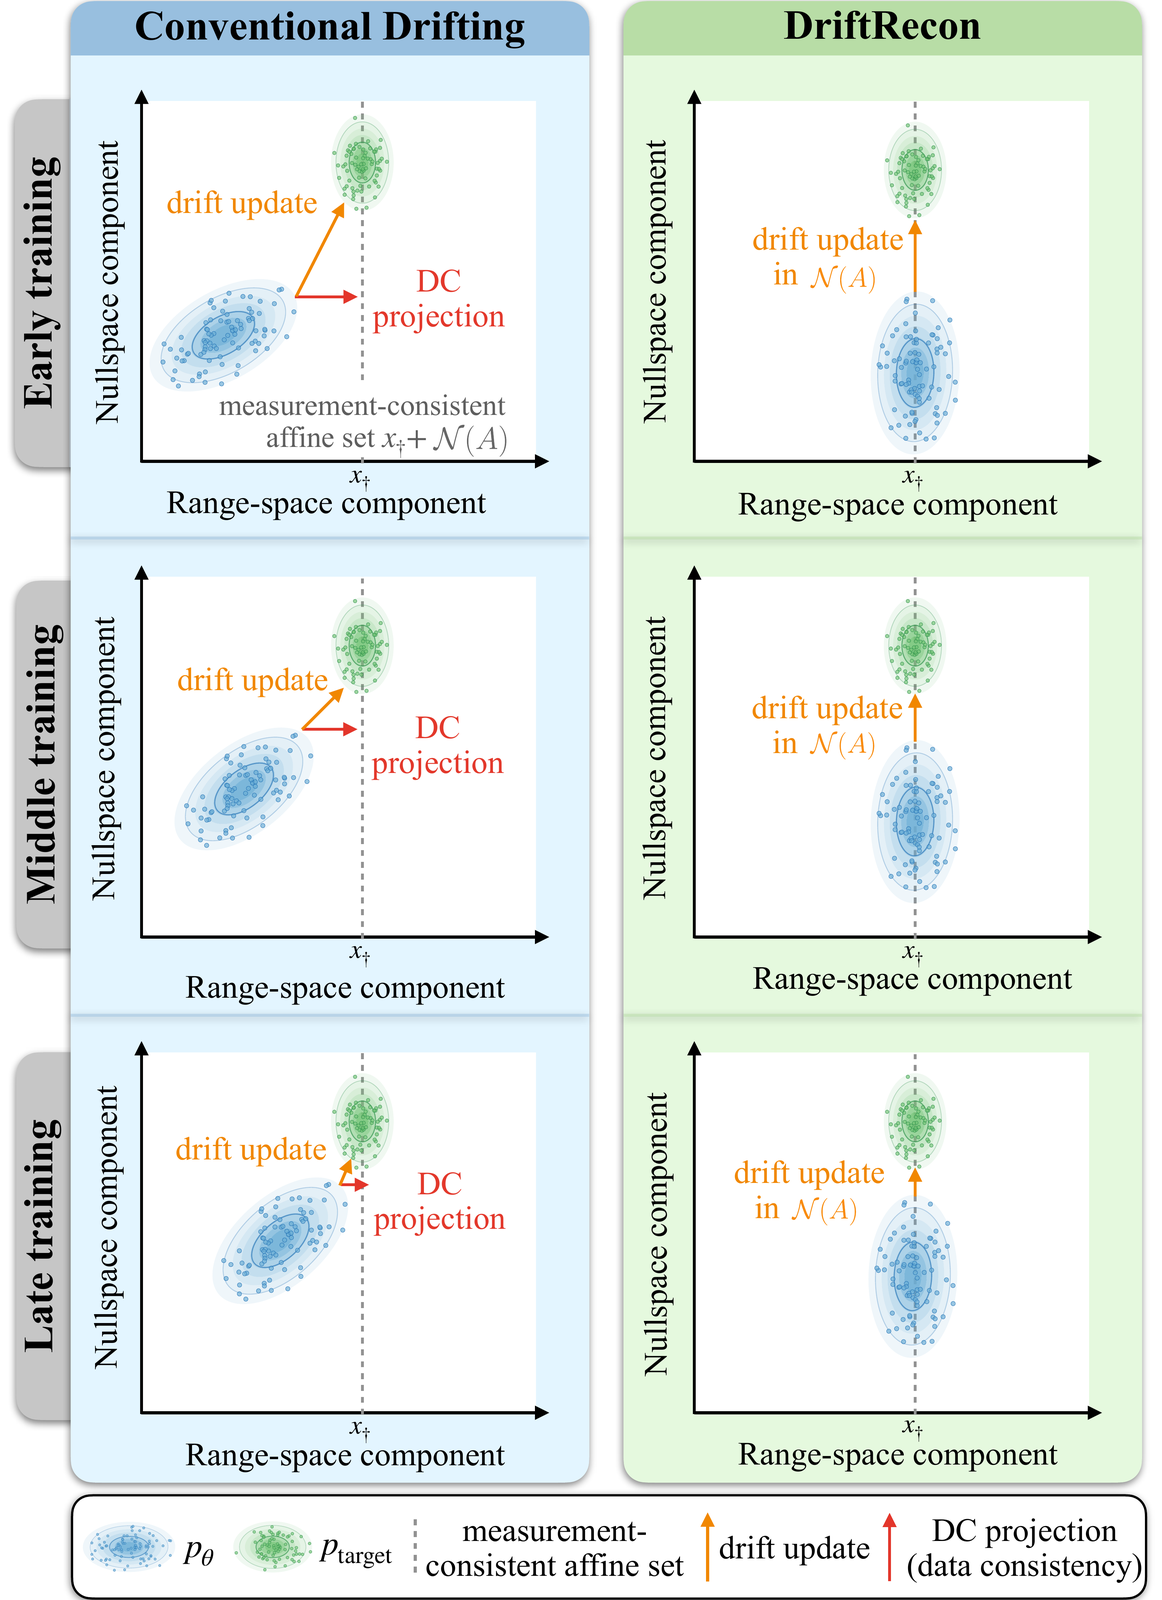 Conventional Drifting
DriftRecon
Early training
Nullspace component
drift update
DC
projection
measurement-consistent
affine set x† + 𝒩(A)
x†
Range-space component
Nullspace component
drift update
in 𝒩(A)
x†
Range-space component
Middle training
Nullspace component
drift update
DC
projection
x†
Range-space component
Nullspace component
drift update
in 𝒩(A)
x†
Range-space component
Late training
Nullspace component
drift update
DC
projection
x†
Range-space component
Nullspace component
drift update
in 𝒩(A)
x†
Range-space component
pθ
ptarget
measurement-
consistent affine set
drift update
DC projection
(data consistency)